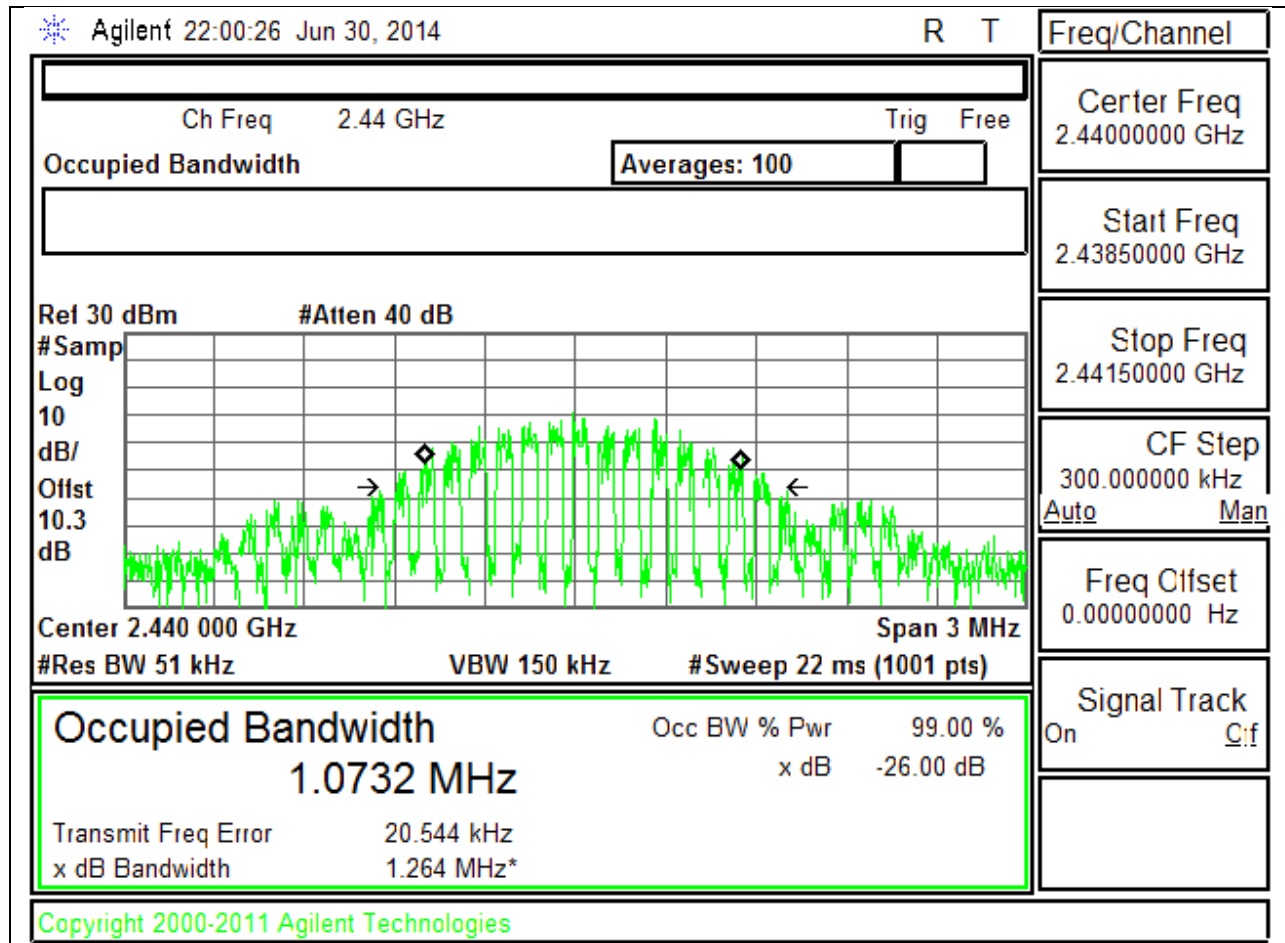 Agilent 22:00:26 Jun 30, 2014 R T
Ch Freq 2.44 GHz Trig Free
Occupied Bandwidth Averages: 100
Ref 30 dBm #Atten 40 dB
#Samp
Log
10
dB/
Offst
10.3
dB
Center 2.440 000 GHz Span 3 MHz
#Res BW 51 kHz VBW 150 kHz #Sweep 22 ms (1001 pts)
Occupied Bandwidth Occ BW % Pwr 99.00 %
1.0732 MHz x dB -26.00 dB
Transmit Freq Error 20.544 kHz
x dB Bandwidth 1.264 MHz*
Copyright 2000-2011 Agilent Technologies
Freq/Channel
Center Freq
2.44000000 GHz
Start Freq
2.43850000 GHz
Stop Freq
2.44150000 GHz
CF Step
300.000000 kHz
Auto Man
Freq Offset
0.00000000 Hz
Signal Track
On Off